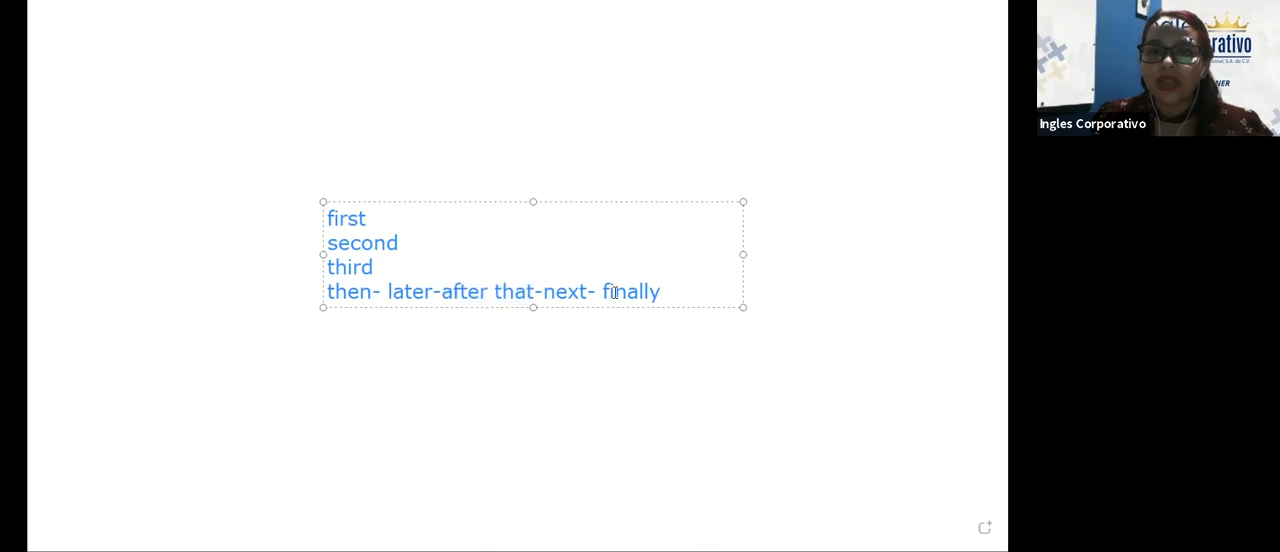 first
second
third
then- later-after that-next- finally
Ingles Corporativo